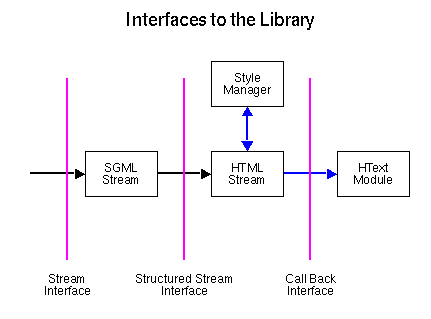 Interfaces to the Library
Style
Manager
SGML
Stream
HTML
Stream
HText
Module
Stream
Interface
Structured Stream
Interface
Call Back
Interface